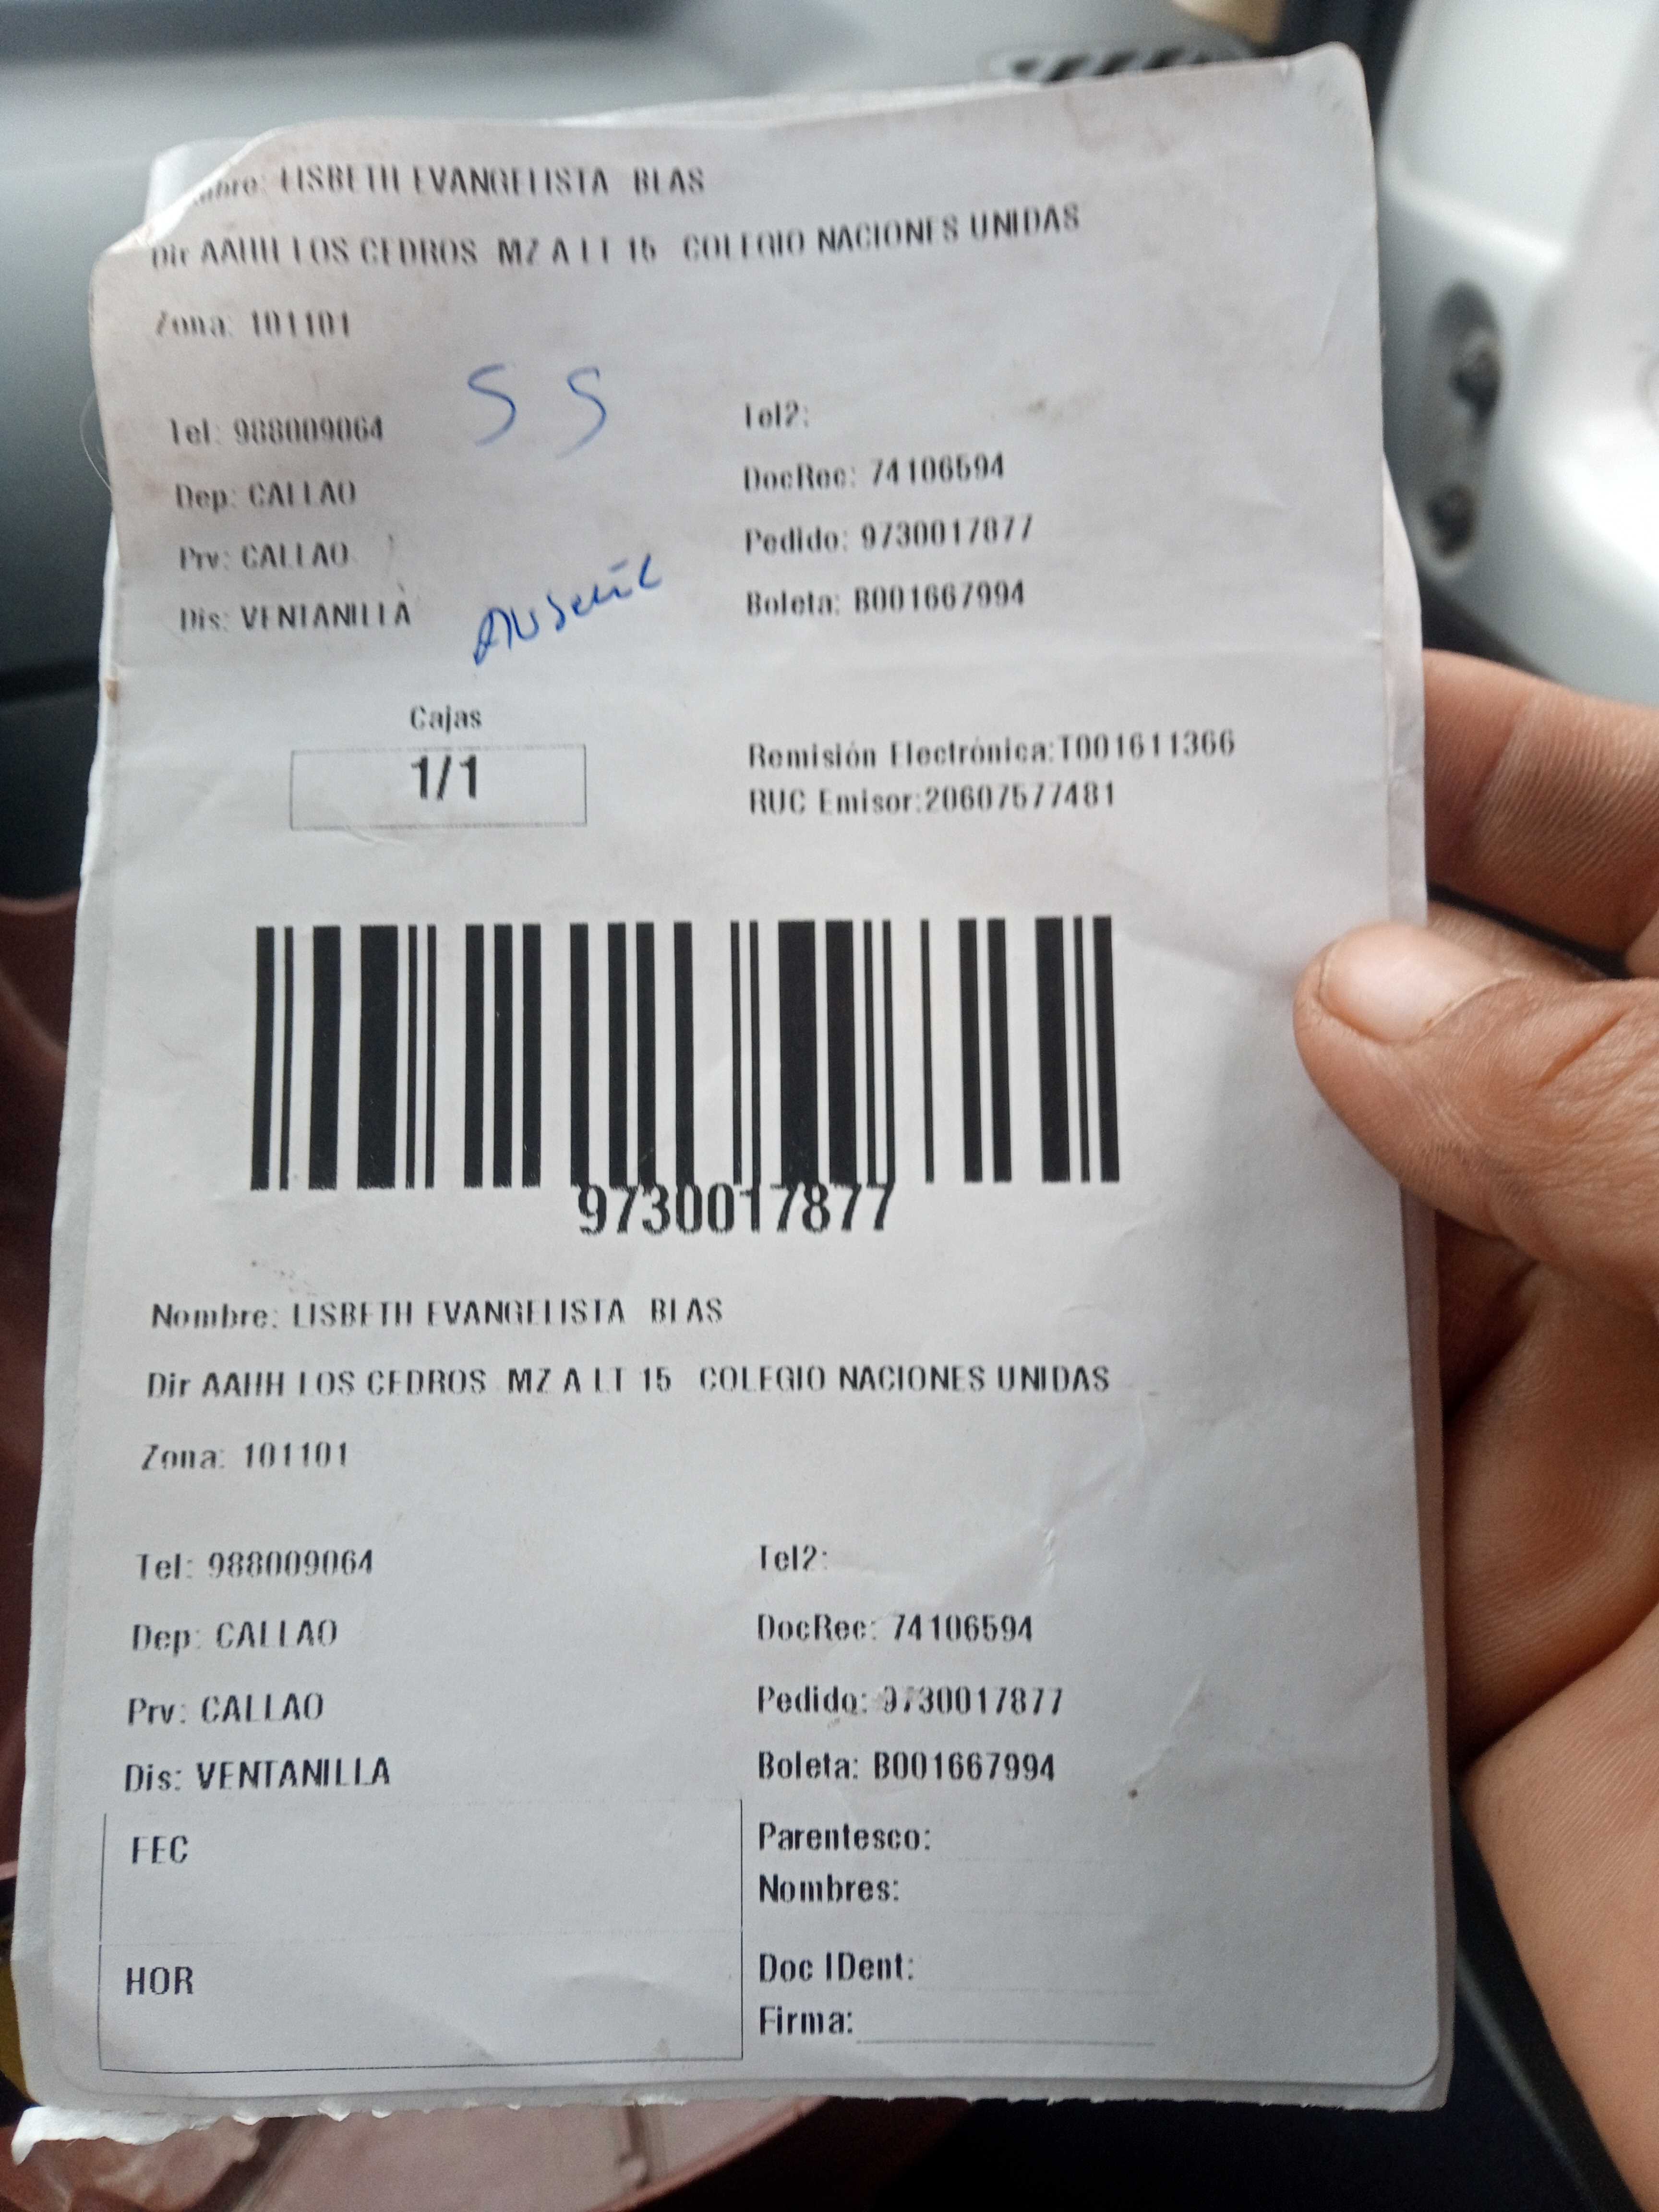 bre: LISBETH EVANGELISTA BLAS
Dir AAHH LOS CEDROS MZ A LT 15 COLEGIO NACIONES UNIDAS
Zona: 101101
S S
Tel: 988009064 Tel2:
Dep: CALLAO DocRec: 74106594
Prv: CALLAO Pedido: 9730017877
Dis: VENTANILLA Boleta: B001667994
Cajas
1/1
Remisión Electrónica:T001611366
RUC Emisor:20607577481
9730017877
Nombre: LISBETH EVANGELISTA BLAS
Dir AAHH LOS CEDROS MZ A LT 15 COLEGIO NACIONES UNIDAS
Zona: 101101
Tel: 988009064 Tel2:
Dep: CALLAO DocRec: 74106594
Prv: CALLAO Pedido: 9730017877
Dis: VENTANILLA Boleta: B001667994
FEC Parentesco:
Nombres:
HOR Doc IDent:
Firma: